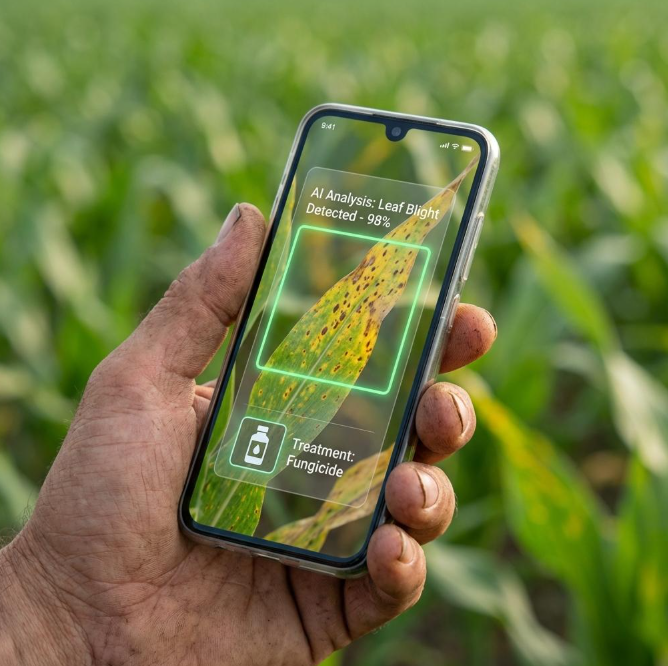 9:41
AI Analysis: Leaf Blight
Detected - 98%
Treatment:
Fungicide